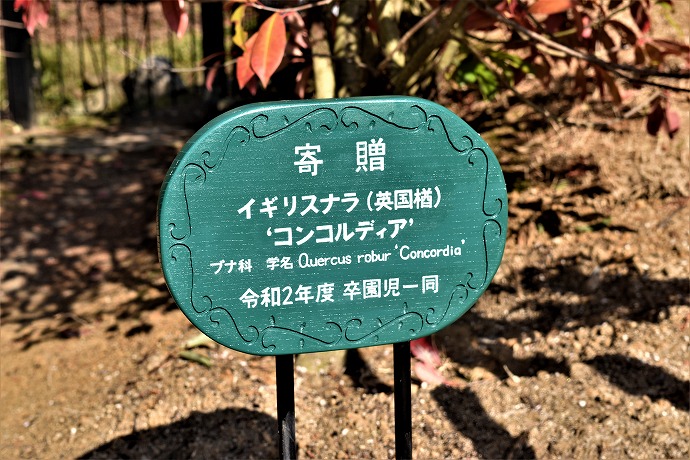 寄贈
イギリスナラ(英国楢)
‘コンコルディア’
ブナ科 学名 Quercus robur ‘Concordia’
令和2年度 卒園児一同